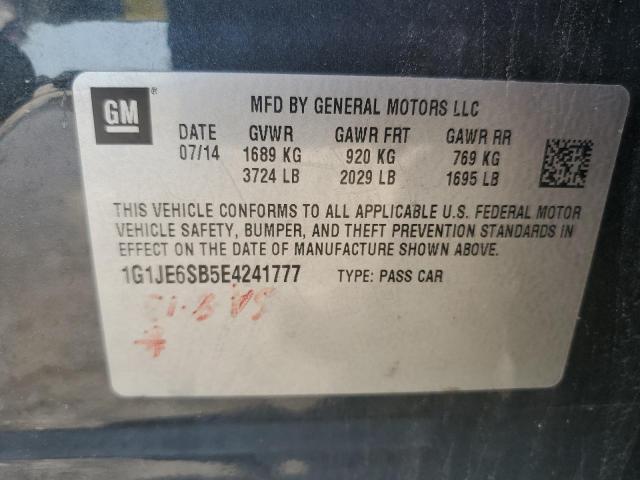 GM®
MFD BY GENERAL MOTORS LLC
DATE GVWR GAWR FRT GAWR RR
07/14 1689 KG 920 KG 769 KG
3724 LB 2029 LB 1695 LB
THIS VEHICLE CONFORMS TO ALL APPLICABLE U.S. FEDERAL MOTOR
VEHICLE SAFETY, BUMPER, AND THEFT PREVENTION STANDARDS IN
EFFECT ON THE DATE OF MANUFACTURE SHOWN ABOVE.
1G1JE6SB5E4241777 TYPE: PASS CAR